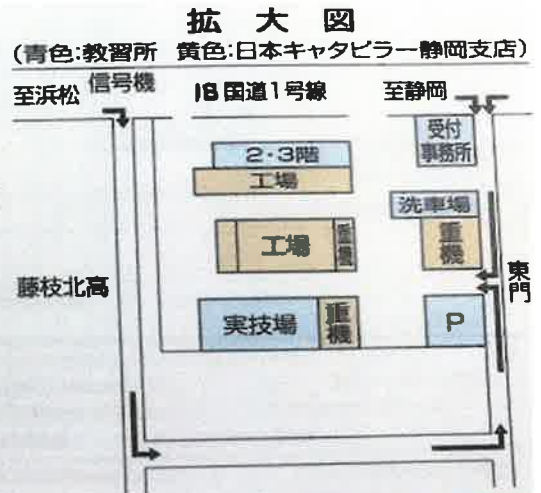 拡大図
(青色:教習所 黄色:日本キャタピラー静岡支店)
至浜松
信号機
旧国道1号線
至静岡
受付
事務所
2・3階
工場
洗車場
工場
重機
重機
東門
藤枝北高
実技場
重機
P